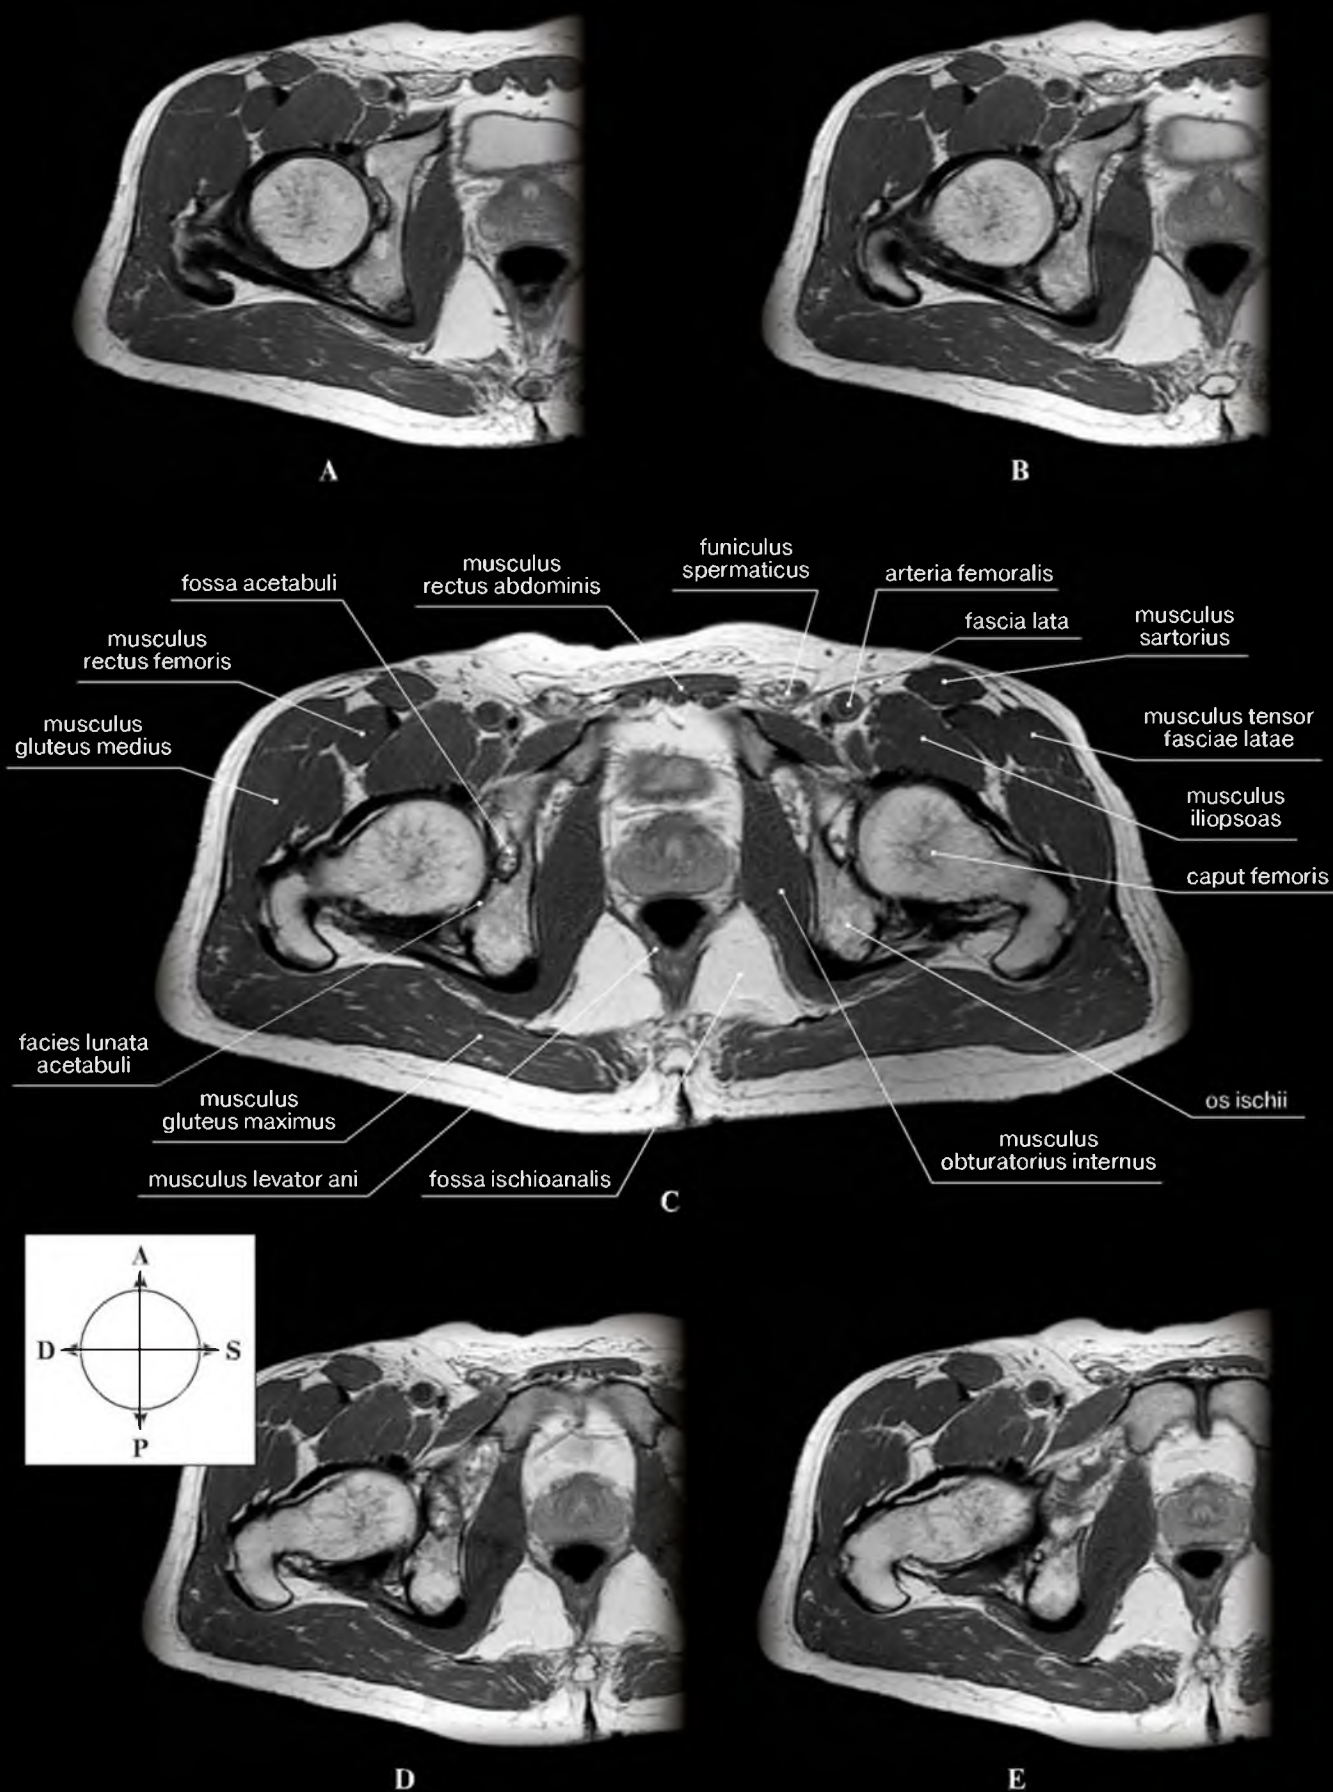 A
B
fossa acetabuli
musculus
rectus abdominis
funiculus
spermaticus
arteria femoralis
fascia lata
musculus
sartorius
musculus
rectus femoris
musculus
gluteus medius
musculus tensor
fasciae latae
musculus
iliopsoas
caput femoris
facies lunata
acetabuli
musculus
gluteus maximus
musculus levator ani
fossa ischioanalis
musculus
obturatorius internus
os ischii
C
A
D
S
P
D
E